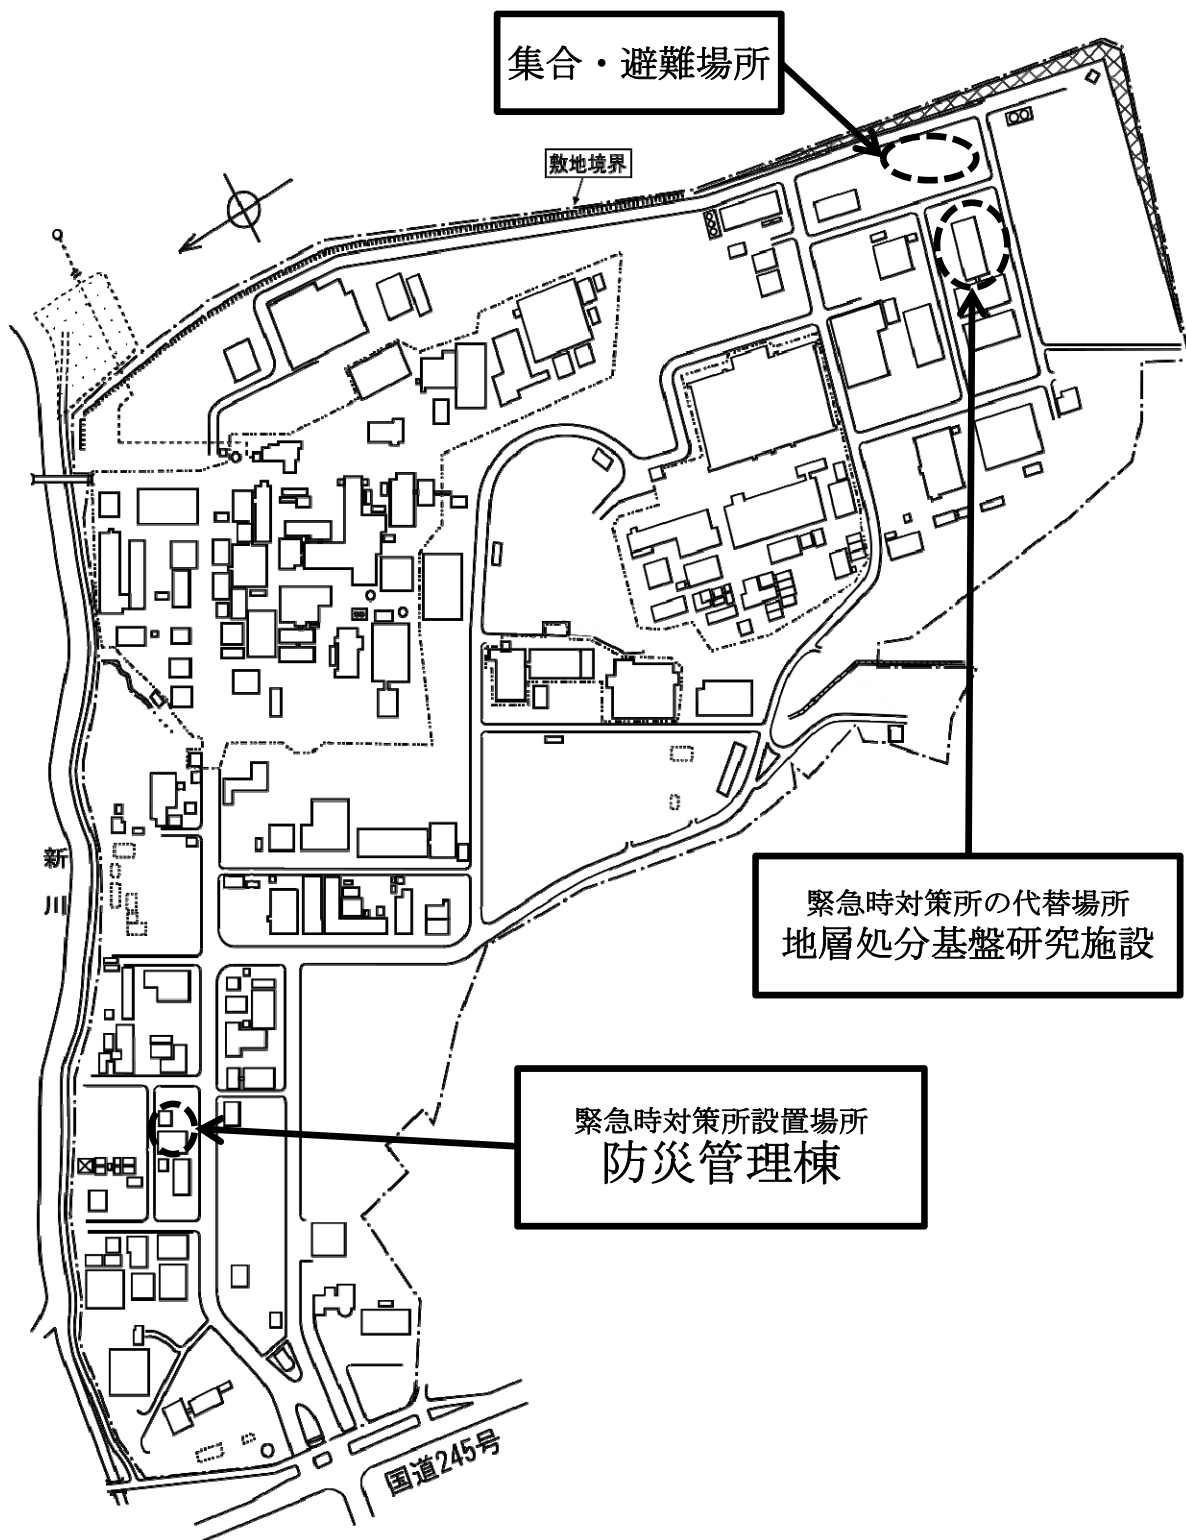 集合・避難場所
敷地境界
新川
緊急時対策所の代替場所
地層処分基盤研究施設
緊急時対策所設置場所
防災管理棟
国道245号